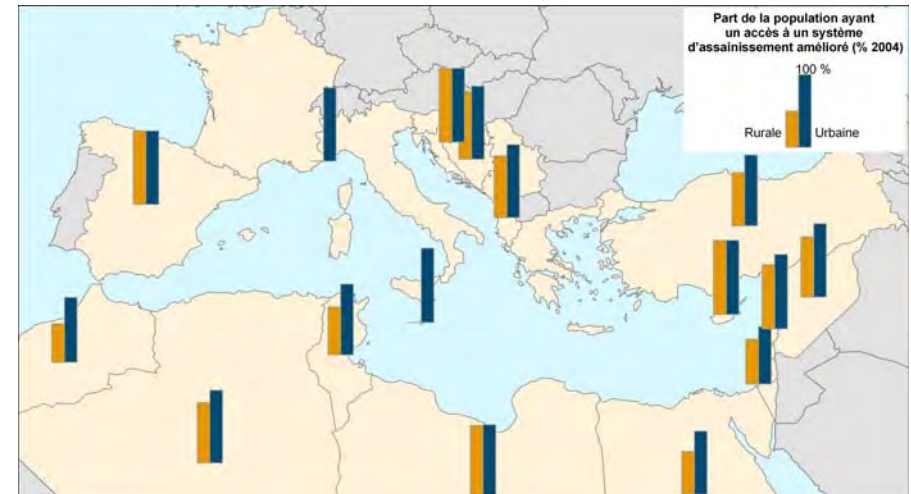 Part de la population ayant
un accès à un système
d'assainissement amélioré (% 2004)
100 %
Rurale Urbaine